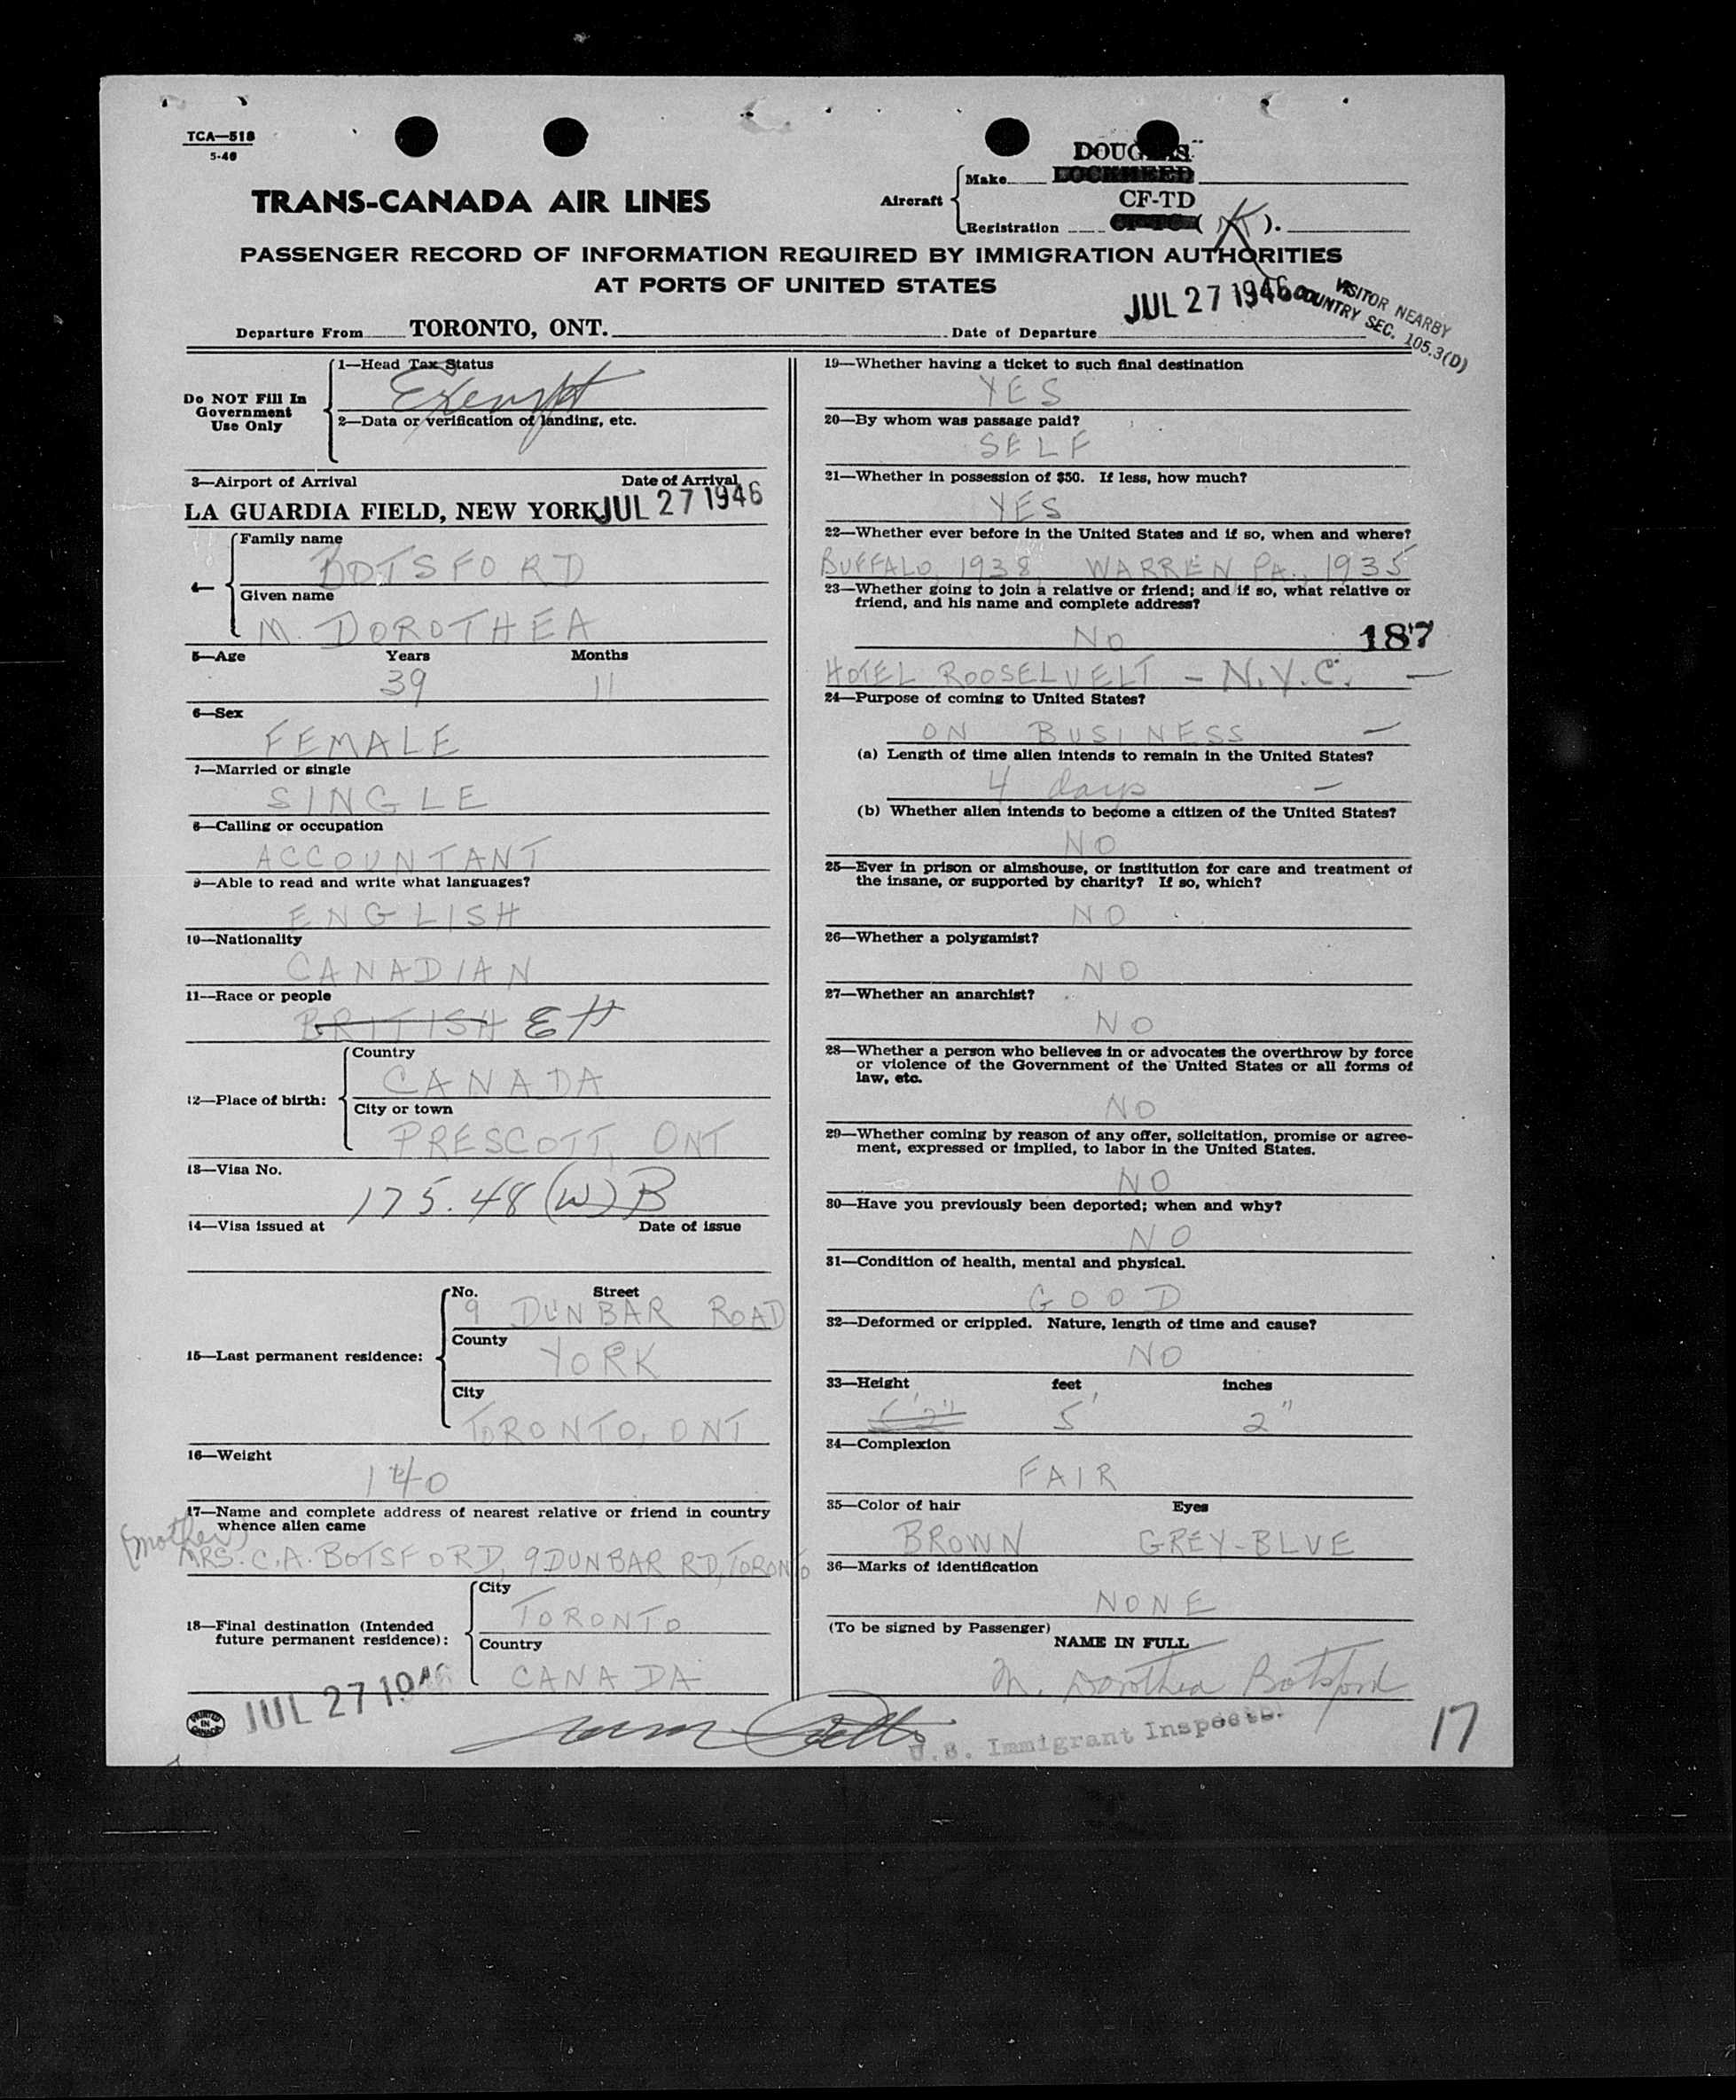 TCA—518
5-46
TRANS-CANADA AIR LINES
Aircraft
DOUGLAS
Make LOCKHEED
CF-TD
Registration (K).
PASSENGER RECORD OF INFORMATION REQUIRED BY IMMIGRATION AUTHORITIES
AT PORTS OF UNITED STATES
JUL 27 1946
VISITOR NEARBY
COUNTRY SEC. 105.3(D)
Departure From TORONTO, ONT. Date of Departure
Do NOT Fill In
Government
Use Only
1—Head Tax Status
Exempt
2—Data or verification of landing, etc.
3—Airport of Arrival Date of Arrival
LA GUARDIA FIELD, NEW YORK JUL 27 1946
4— Family name
BOTSFORD
Given name
M. DOROTHEA
5—Age Years Months
39 11
6—Sex
FEMALE
7—Married or single
SINGLE
8—Calling or occupation
ACCOUNTANT
9—Able to read and write what languages?
ENGLISH
10—Nationality
CANADIAN
11—Race or people
BRITISH EH
12—Place of birth:
Country
CANADA
City or town
PRESCOTT, ONT
13—Visa No.
175.48 (W) B
14—Visa issued at Date of issue
15—Last permanent residence:
No. Street
9 DUNBAR ROAD
County
YORK
City
TORONTO, ONT
16—Weight
140
17—Name and complete address of nearest relative or friend in country
whence alien came
(mother)
MRS. C.A. BOTSFORD, 9 DUNBAR RD, TORONTO
18—Final destination (Intended
future permanent residence):
City
TORONTO
Country
CANADA
JUL 27 1946
PRINTED
IN
CANADA
19—Whether having a ticket to such final destination
YES
20—By whom was passage paid?
SELF
21—Whether in possession of $50. If less, how much?
YES
22—Whether ever before in the United States and if so, when and where?
BUFFALO, 1938, WARREN, PA., 1935
23—Whether going to join a relative or friend; and if so, what relative or
friend, and his name and complete address?
NO 187
HOTEL ROOSELVELT — N.Y.C. —
24—Purpose of coming to United States?
ON BUSINESS —
(a) Length of time alien intends to remain in the United States?
4 days —
(b) Whether alien intends to become a citizen of the United States?
NO
25—Ever in prison or almshouse, or institution for care and treatment of
the insane, or supported by charity? If so, which?
NO
26—Whether a polygamist?
NO
27—Whether an anarchist?
NO
28—Whether a person who believes in or advocates the overthrow by force
or violence of the Government of the United States or all forms of
law, etc.
NO
29—Whether coming by reason of any offer, solicitation, promise or agree-
ment, expressed or implied, to labor in the United States.
NO
30—Have you previously been deported; when and why?
NO
31—Condition of health, mental and physical.
GOOD
32—Deformed or crippled. Nature, length of time and cause?
NO
33—Height feet inches
5' 2"
34—Complexion
FAIR
35—Color of hair Eyes
BROWN GREY-BLUE
36—Marks of identification
NONE
(To be signed by Passenger)
NAME IN FULL
M. Dorothea Botsford
U.S. Immigrant Inspector.
17